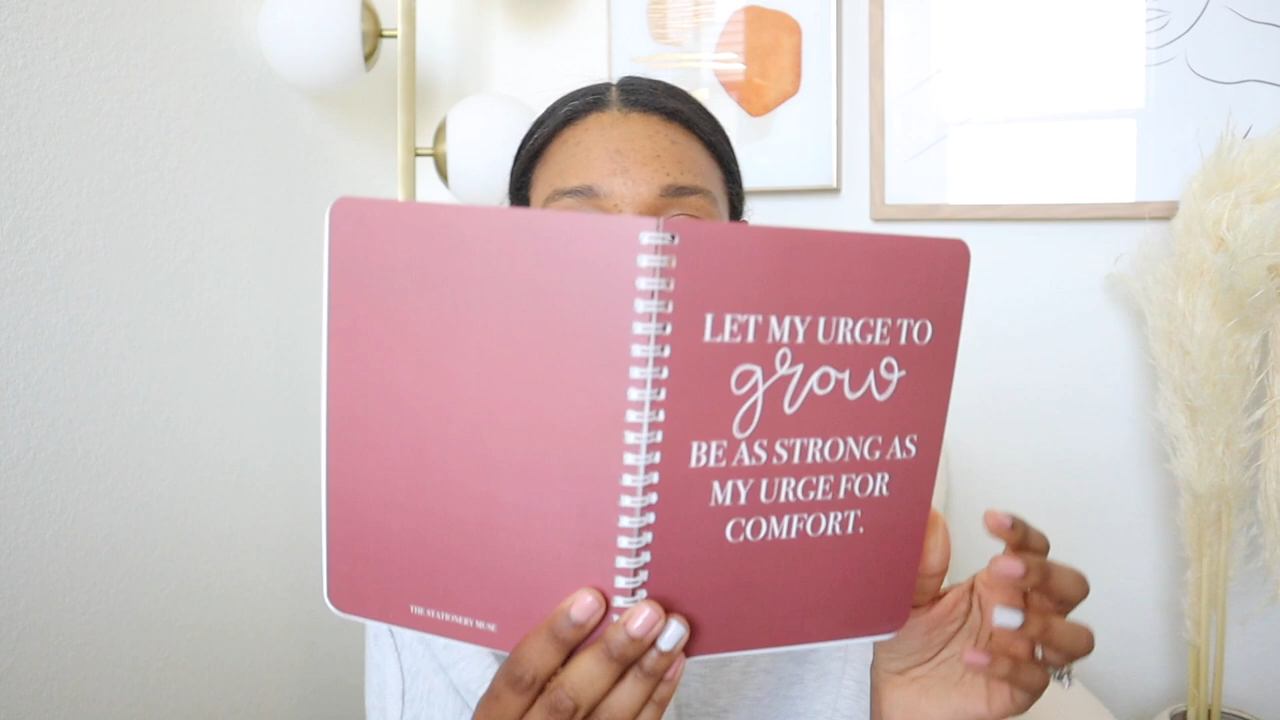 THE STATIONERY MUSE
LET MY URGE TO
grow
BE AS STRONG AS
MY URGE FOR
COMFORT.